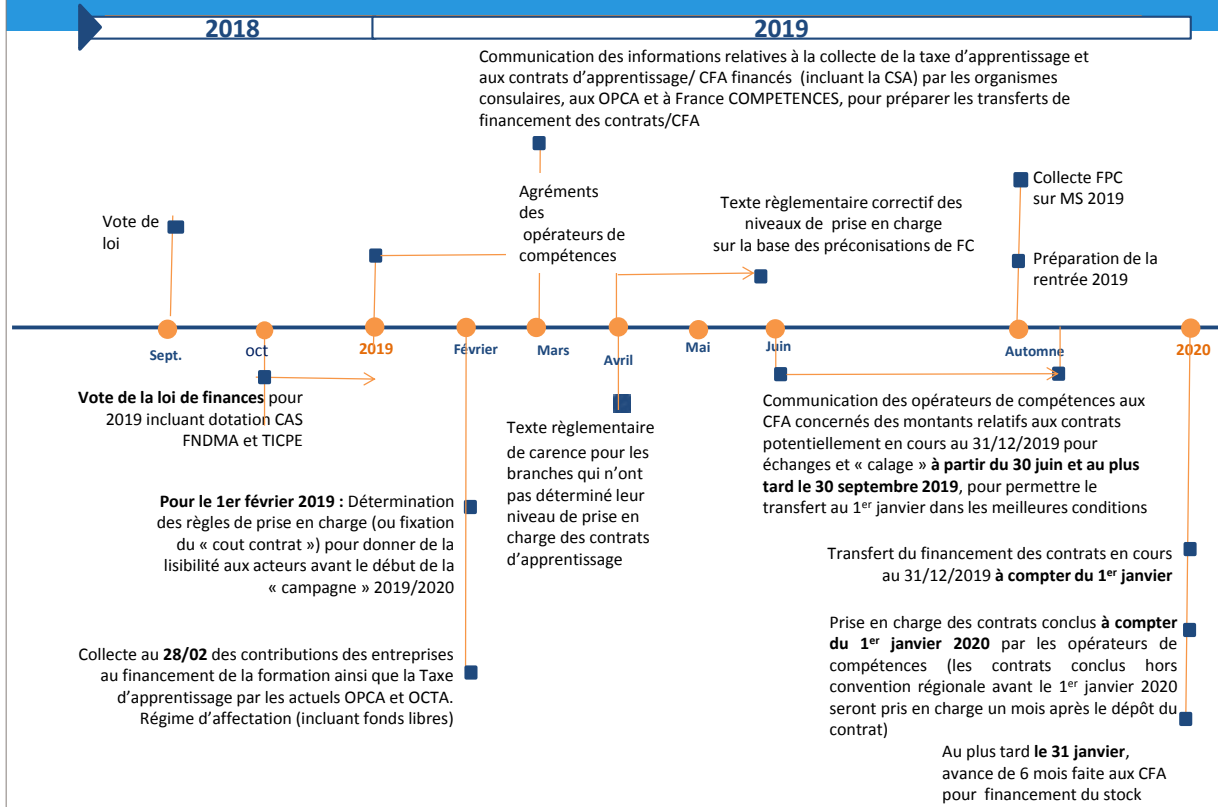 2018
2019
Communication des informations relatives à la collecte de la taxe d'apprentissage et
aux contrats d'apprentissage/ CFA financés (incluant la CSA) par les organismes
consulaires, aux OPCA et à France COMPETENCES, pour préparer les transferts de
financement des contrats/CFA
Vote de
loi
Agréments
des
opérateurs de
compétences
Texte règlementaire correctif des
niveaux de prise en charge
sur la base des préconisations de FC
Collecte FPC
sur MS 2019
Préparation de la
rentrée 2019
Sept.
oct
2019
Février
Mars
Avril
Mai
Juin
Automne
2020
Vote de la loi de finances pour
2019 incluant dotation CAS
FNDMA et TICPE
Pour le 1er février 2019 : Détermination
des règles de prise en charge (ou fixation
du « cout contrat ») pour donner de la
lisibilité aux acteurs avant le début de la
« campagne » 2019/2020
Collecte au 28/02 des contributions des entreprises
au financement de la formation ainsi que la Taxe
d'apprentissage par les actuels OPCA et OCTA.
Régime d'affectation (incluant fonds libres)
Texte règlementaire
de carence pour les
branches qui n'ont
pas déterminé leur
niveau de prise en
charge des contrats
d'apprentissage
Communication des opérateurs de compétences aux
CFA concernés des montants relatifs aux contrats
potentiellement en cours au 31/12/2019 pour
échanges et « calage » à partir du 30 juin et au plus
tard le 30 septembre 2019, pour permettre le
transfert au 1er janvier dans les meilleures conditions
Transfert du financement des contrats en cours
au 31/12/2019 à compter du 1er janvier
Prise en charge des contrats conclus à compter
du 1er janvier 2020 par les opérateurs de
compétences (les contrats conclus hors
convention régionale avant le 1er janvier 2020
seront pris en charge un mois après le dépôt du
contrat)
Au plus tard le 31 janvier,
avance de 6 mois faite aux CFA
pour financement du stock